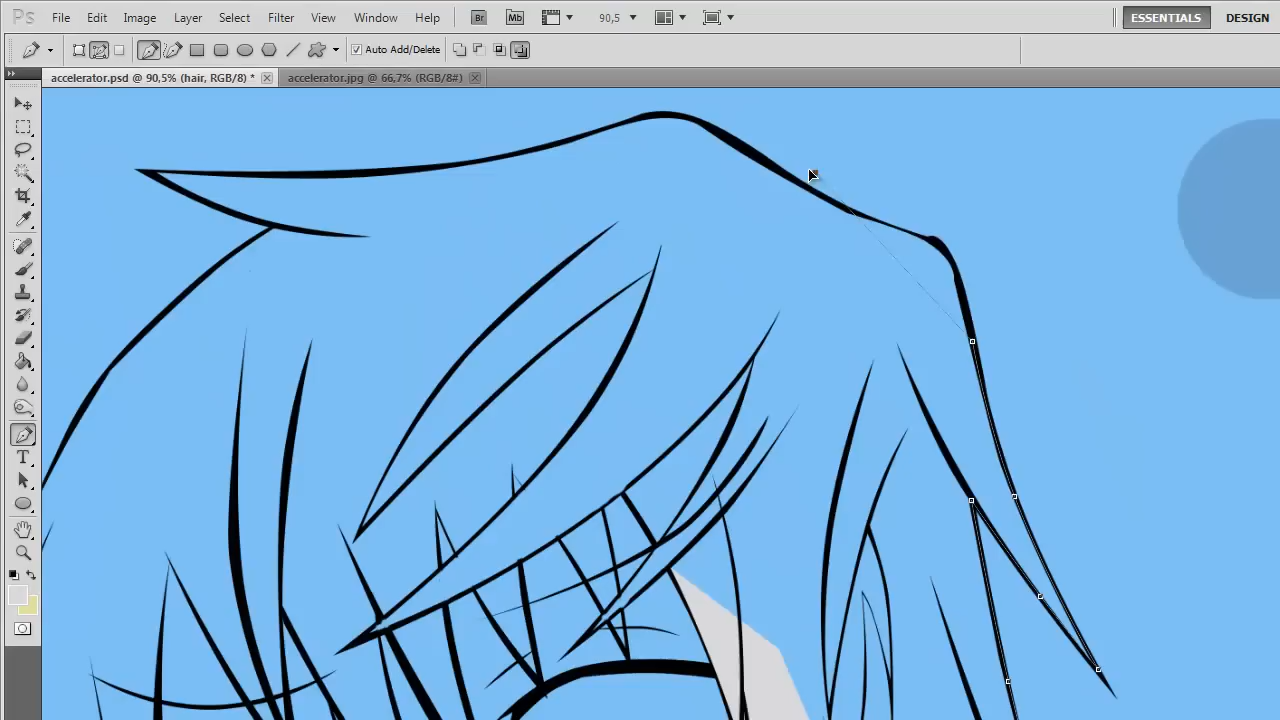 Ps File Edit Image Layer Select Filter View Window Help Br Mb 90,5 ESSENTIALS DESIGN
Auto Add/Delete
accelerator.psd @ 90,5% (hair, RGB/8) * accelerator.jpg @ 66,7% (RGB/8#)
T